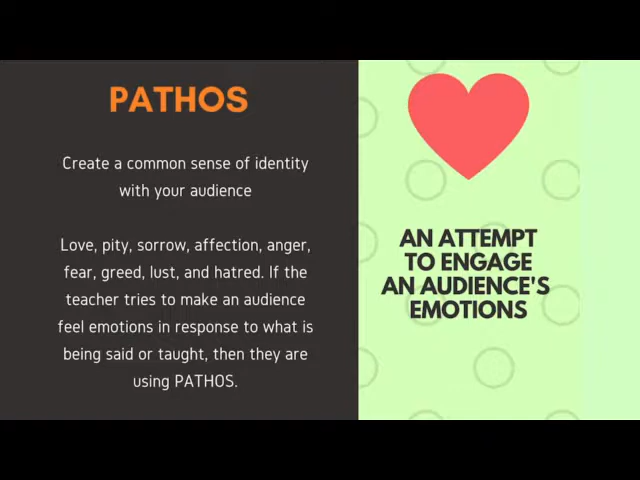 PATHOS
Create a common sense of identity
with your audience
Love, pity, sorrow, affection, anger,
fear, greed, lust, and hatred. If the
teacher tries to make an audience
feel emotions in response to what is
being said or taught, then they are
using PATHOS.
AN ATTEMPT
TO ENGAGE
AN AUDIENCE'S
EMOTIONS